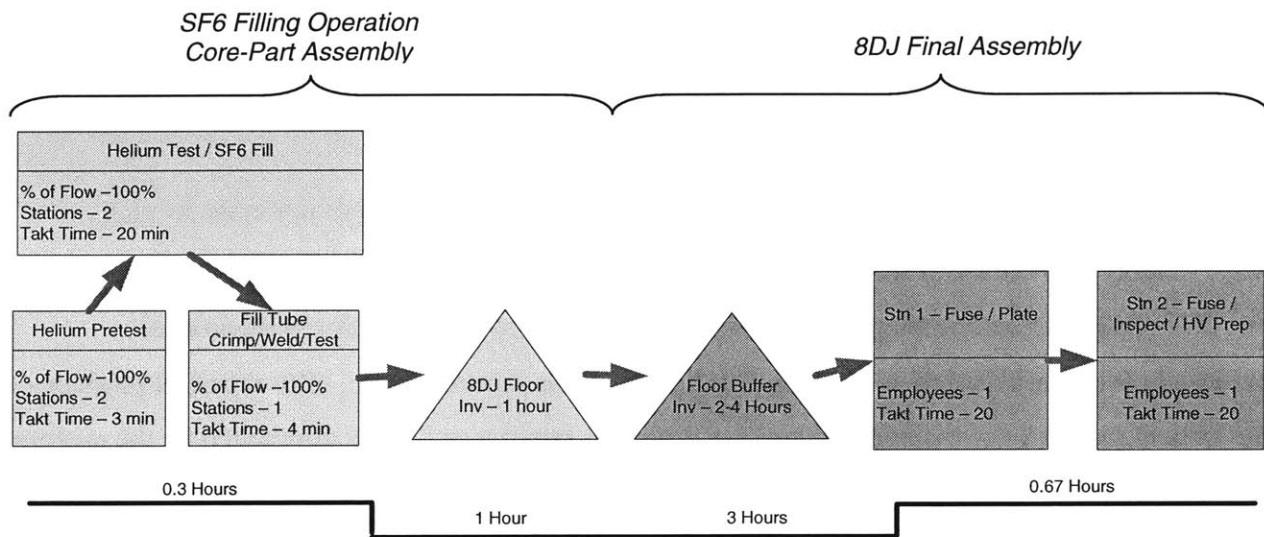 SF6 Filling Operation
Core-Part Assembly
8DJ Final Assembly
Helium Test / SF6 Fill
% of Flow –100%
Stations – 2
Takt Time – 20 min
Helium Pretest
% of Flow –100%
Stations – 2
Takt Time – 3 min
Fill Tube
Crimp/Weld/Test
% of Flow –100%
Stations – 1
Takt Time – 4 min
8DJ Floor
Inv – 1 hour
Floor Buffer
Inv – 2-4 Hours
Stn 1 – Fuse / Plate
Employees – 1
Takt Time – 20
Stn 2 – Fuse /
Inspect / HV Prep
Employees – 1
Takt Time – 20
0.3 Hours
1 Hour
3 Hours
0.67 Hours